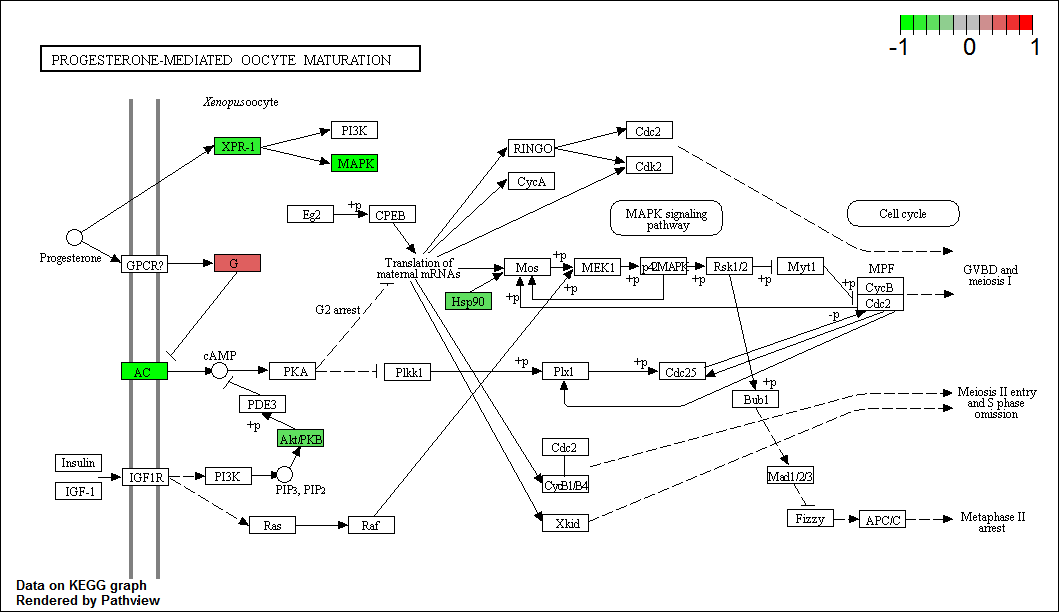 -1 0 1
PROGESTERONE-MEDIATED OOCYTE MATURATION
Xenopus oocyte
XPR-1
PI3K
MAPK
RINGO
CycA
Cdc2
Cdk2
Eg2
+p
CPEB
MAPK signaling
pathway
Cell cycle
Progesterone
GPCR?
G
Translation of
maternal mRNAs
Mos
+p
MEK1
+p
p42MAPK
+p
Rsk1/2
+p
Myt1
+p
MPF
CycB
Cdc2
GVBD and
meiosis I
Hsp90
+p
+p
-p
G2 arrest
cAMP
AC
PKA
Plkk1
+p
Plx1
+p
Cdc25
+p
Bub1
PDE3
+p
Akt/PKB
Meiosis II entry
and S phase
omission
Cdc2
CycB1/B4
Insulin
IGF-1
IGF1R
PI3K
PIP3, PIP2
Mad1/2/3
Ras
Raf
Xkid
Fizzy
APC/C
Metaphase II
arrest
Data on KEGG graph
Rendered by Pathview